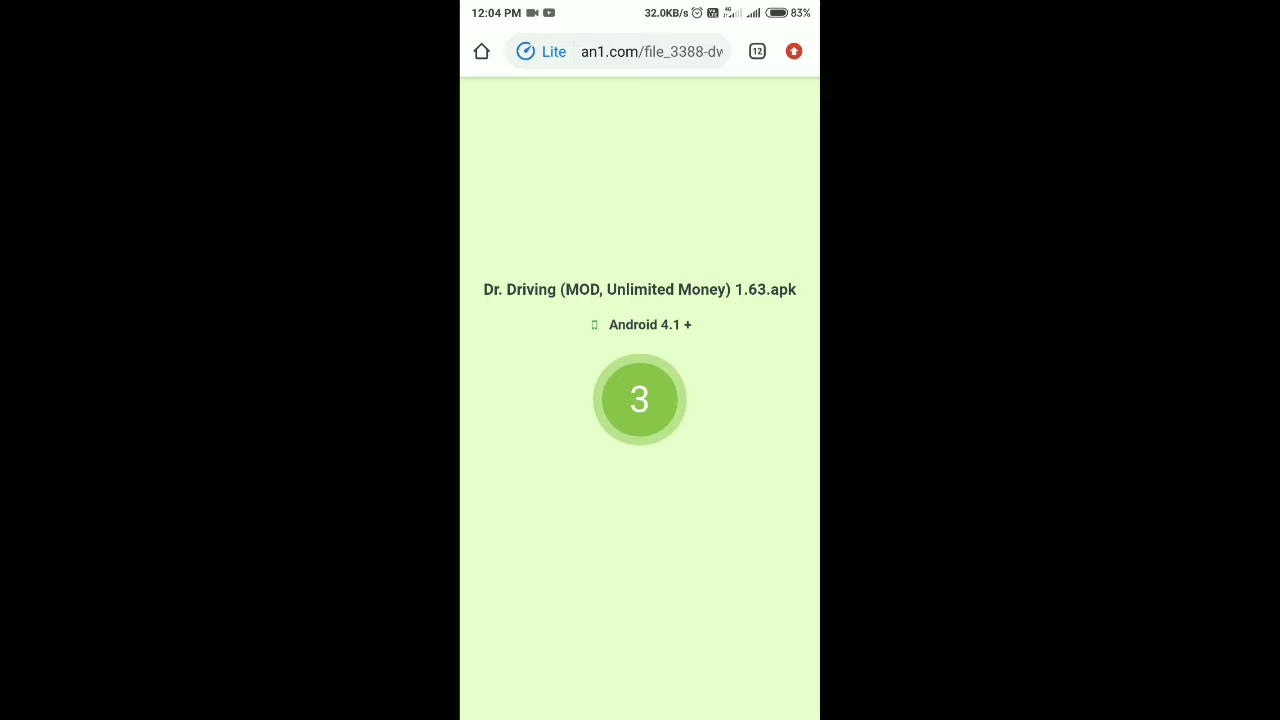 12:04 PM 32.0KB/s 4G 83%
Lite an1.com/file_3388-dw 12
Dr. Driving (MOD, Unlimited Money) 1.63.apk
Android 4.1 +
3